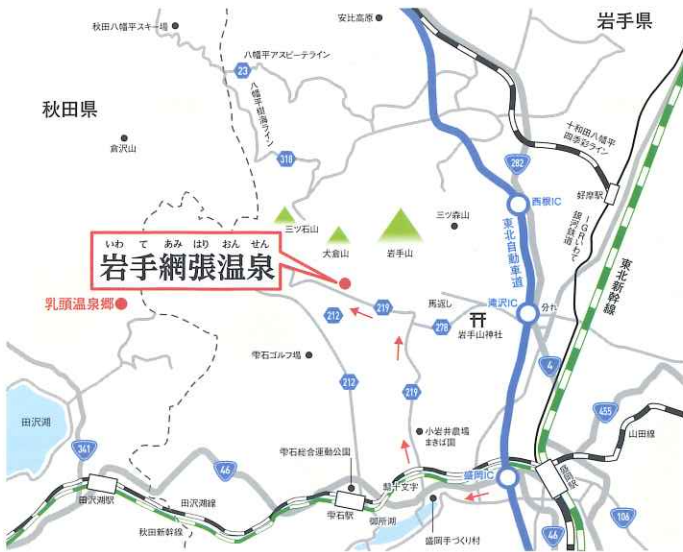 秋田八幡平スキー場
安比高原
岩手県
八幡平アスピーテライン
23
八幡平樹海ライン
秋田県
倉沢山
318
十和田八幡平
四季彩ライン
282
好摩駅
西根IC
IGRいわて
銀河鉄道
三ツ石山
犬倉山
岩手山
三ツ森山
東北自動車道
東北新幹線
いわてあみはりおんせん
岩手網張温泉
乳頭温泉郷
212
219
馬返し
278
岩手山神社
滝沢IC
分れ
雫石ゴルフ場
212
219
4
田沢湖
小岩井農場
まきば園
455
山田線
341
46
雫石総合運動公園
盛岡IC
盛岡駅
田沢湖駅
田沢湖線
秋田新幹線
雫石駅
御所湖
盛岡手づくり村
46
106